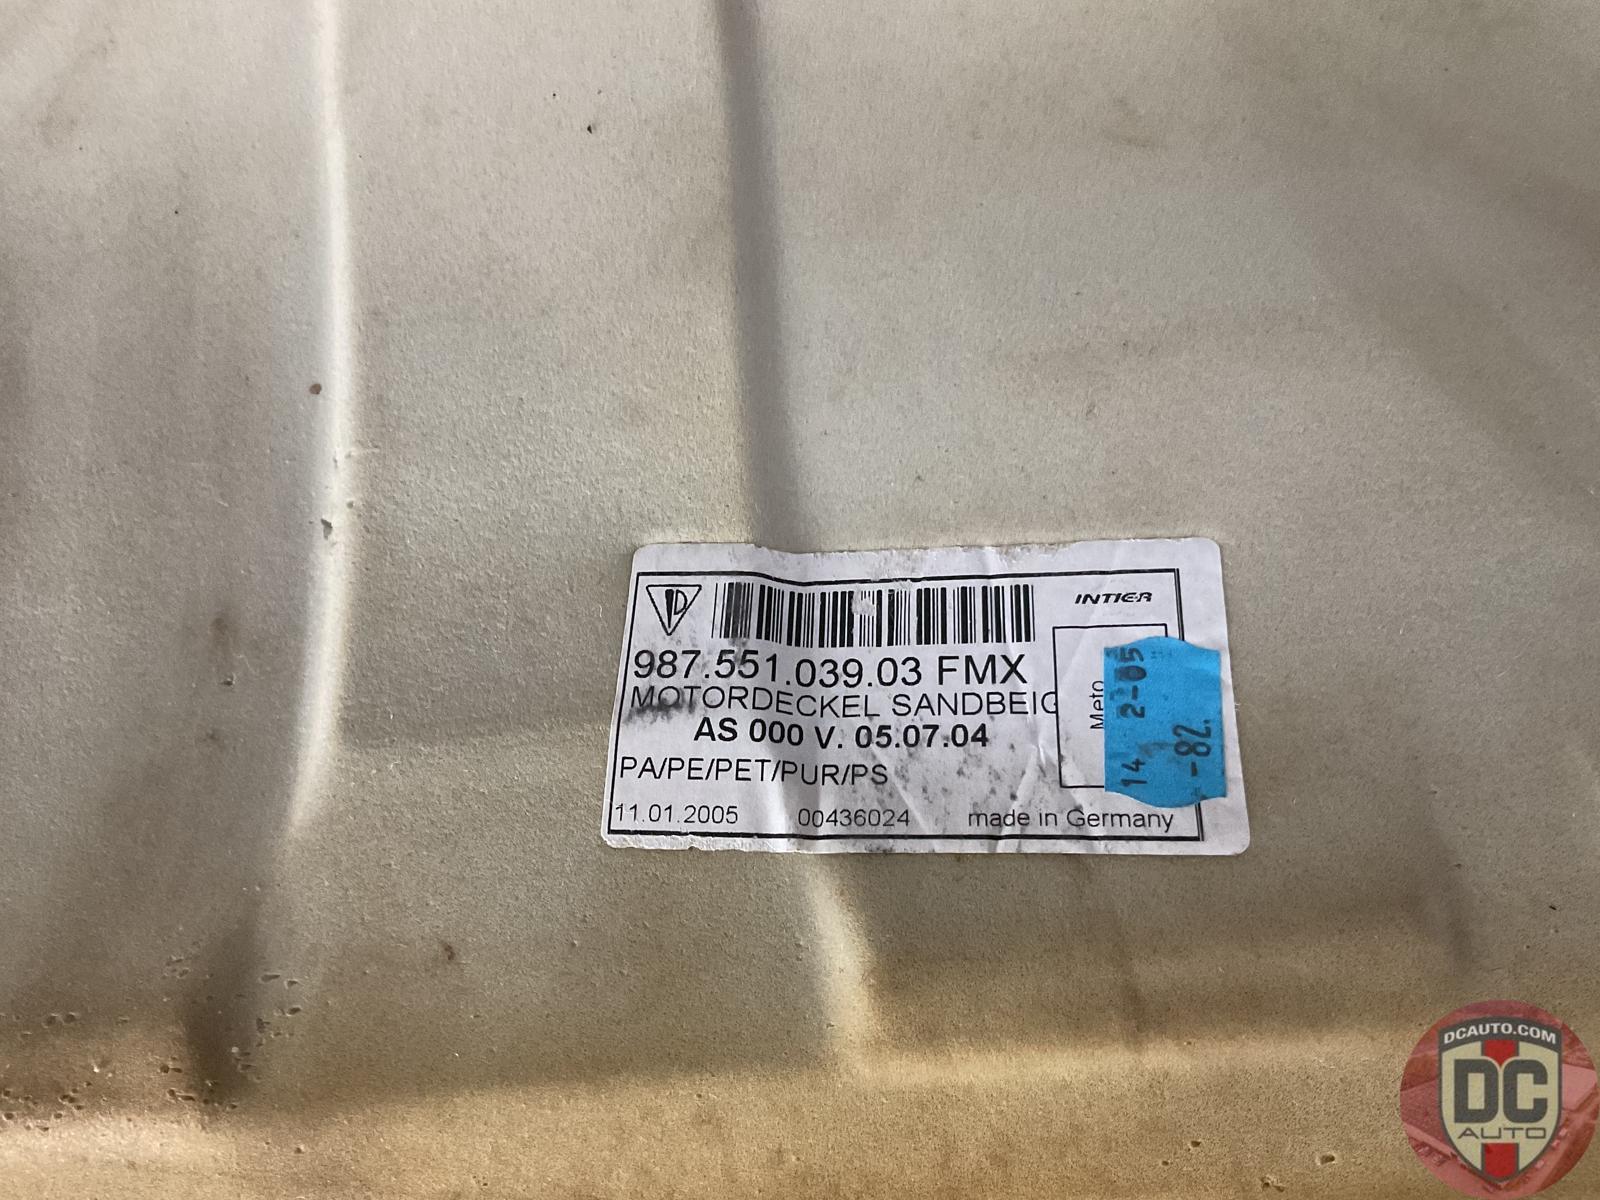 INTIER
987.551.039.03 FMX
MOTORDECKEL SANDBEIG
AS 000 V. 05.07.04
PA/PE/PET/PUR/PS
11.01.2005 00436024 made in Germany
Meto
14 2-05
-82.
DCAUTO.COM
DC
AUTO